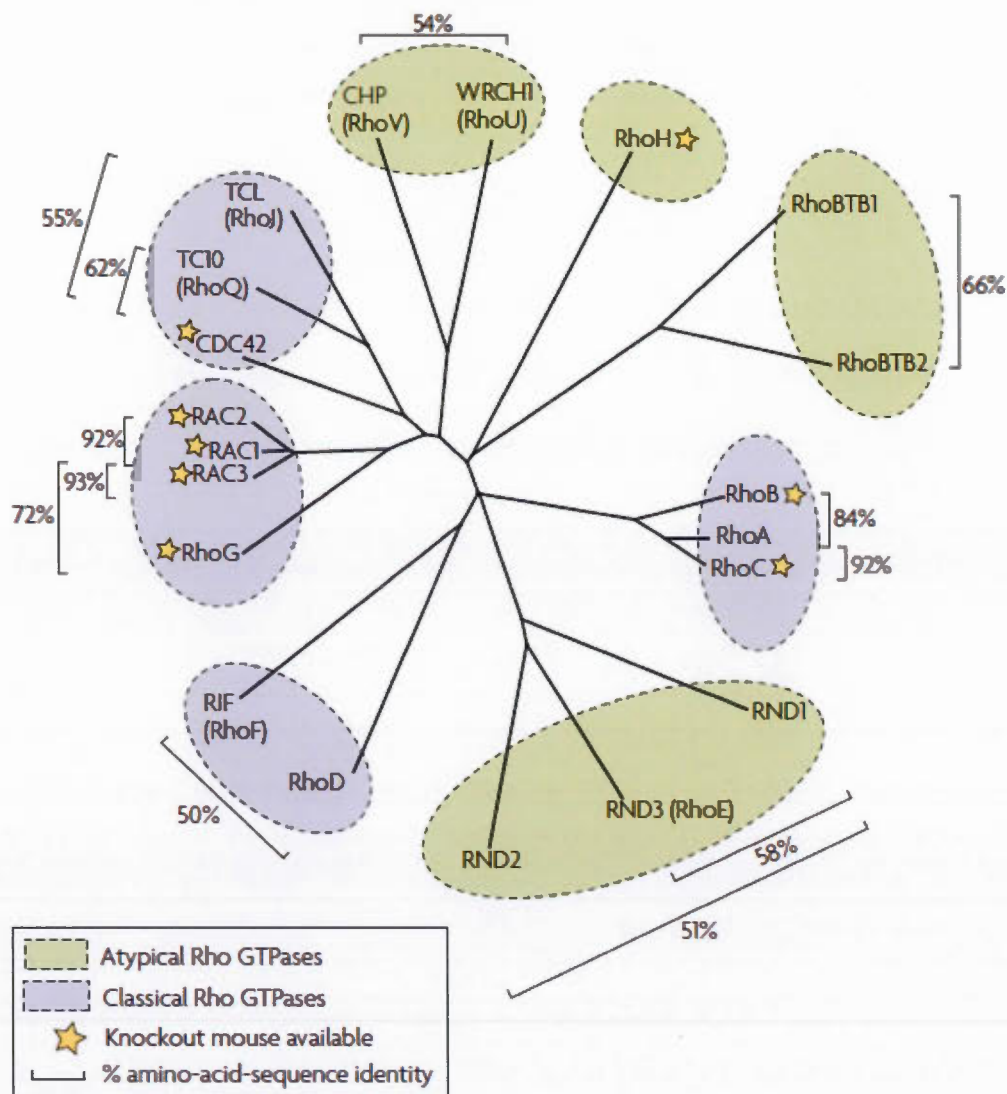 54%
CHP
(RhoV)
WRCH1
(RhoU)
RhoH
RhoBTB1
66%
RhoBTB2
55%
TCL
(RhoJ)
62%
TC10
(RhoQ)
CDC42
92%
RAC2
RAC1
93%
RAC3
72%
RhoG
RhoB
84%
RhoA
RhoC
92%
RIF
(RhoF)
RhoD
50%
RND1
RND3 (RhoE)
RND2
58%
51%
Atypical Rho GTPases
Classical Rho GTPases
Knockout mouse available
% amino-acid-sequence identity